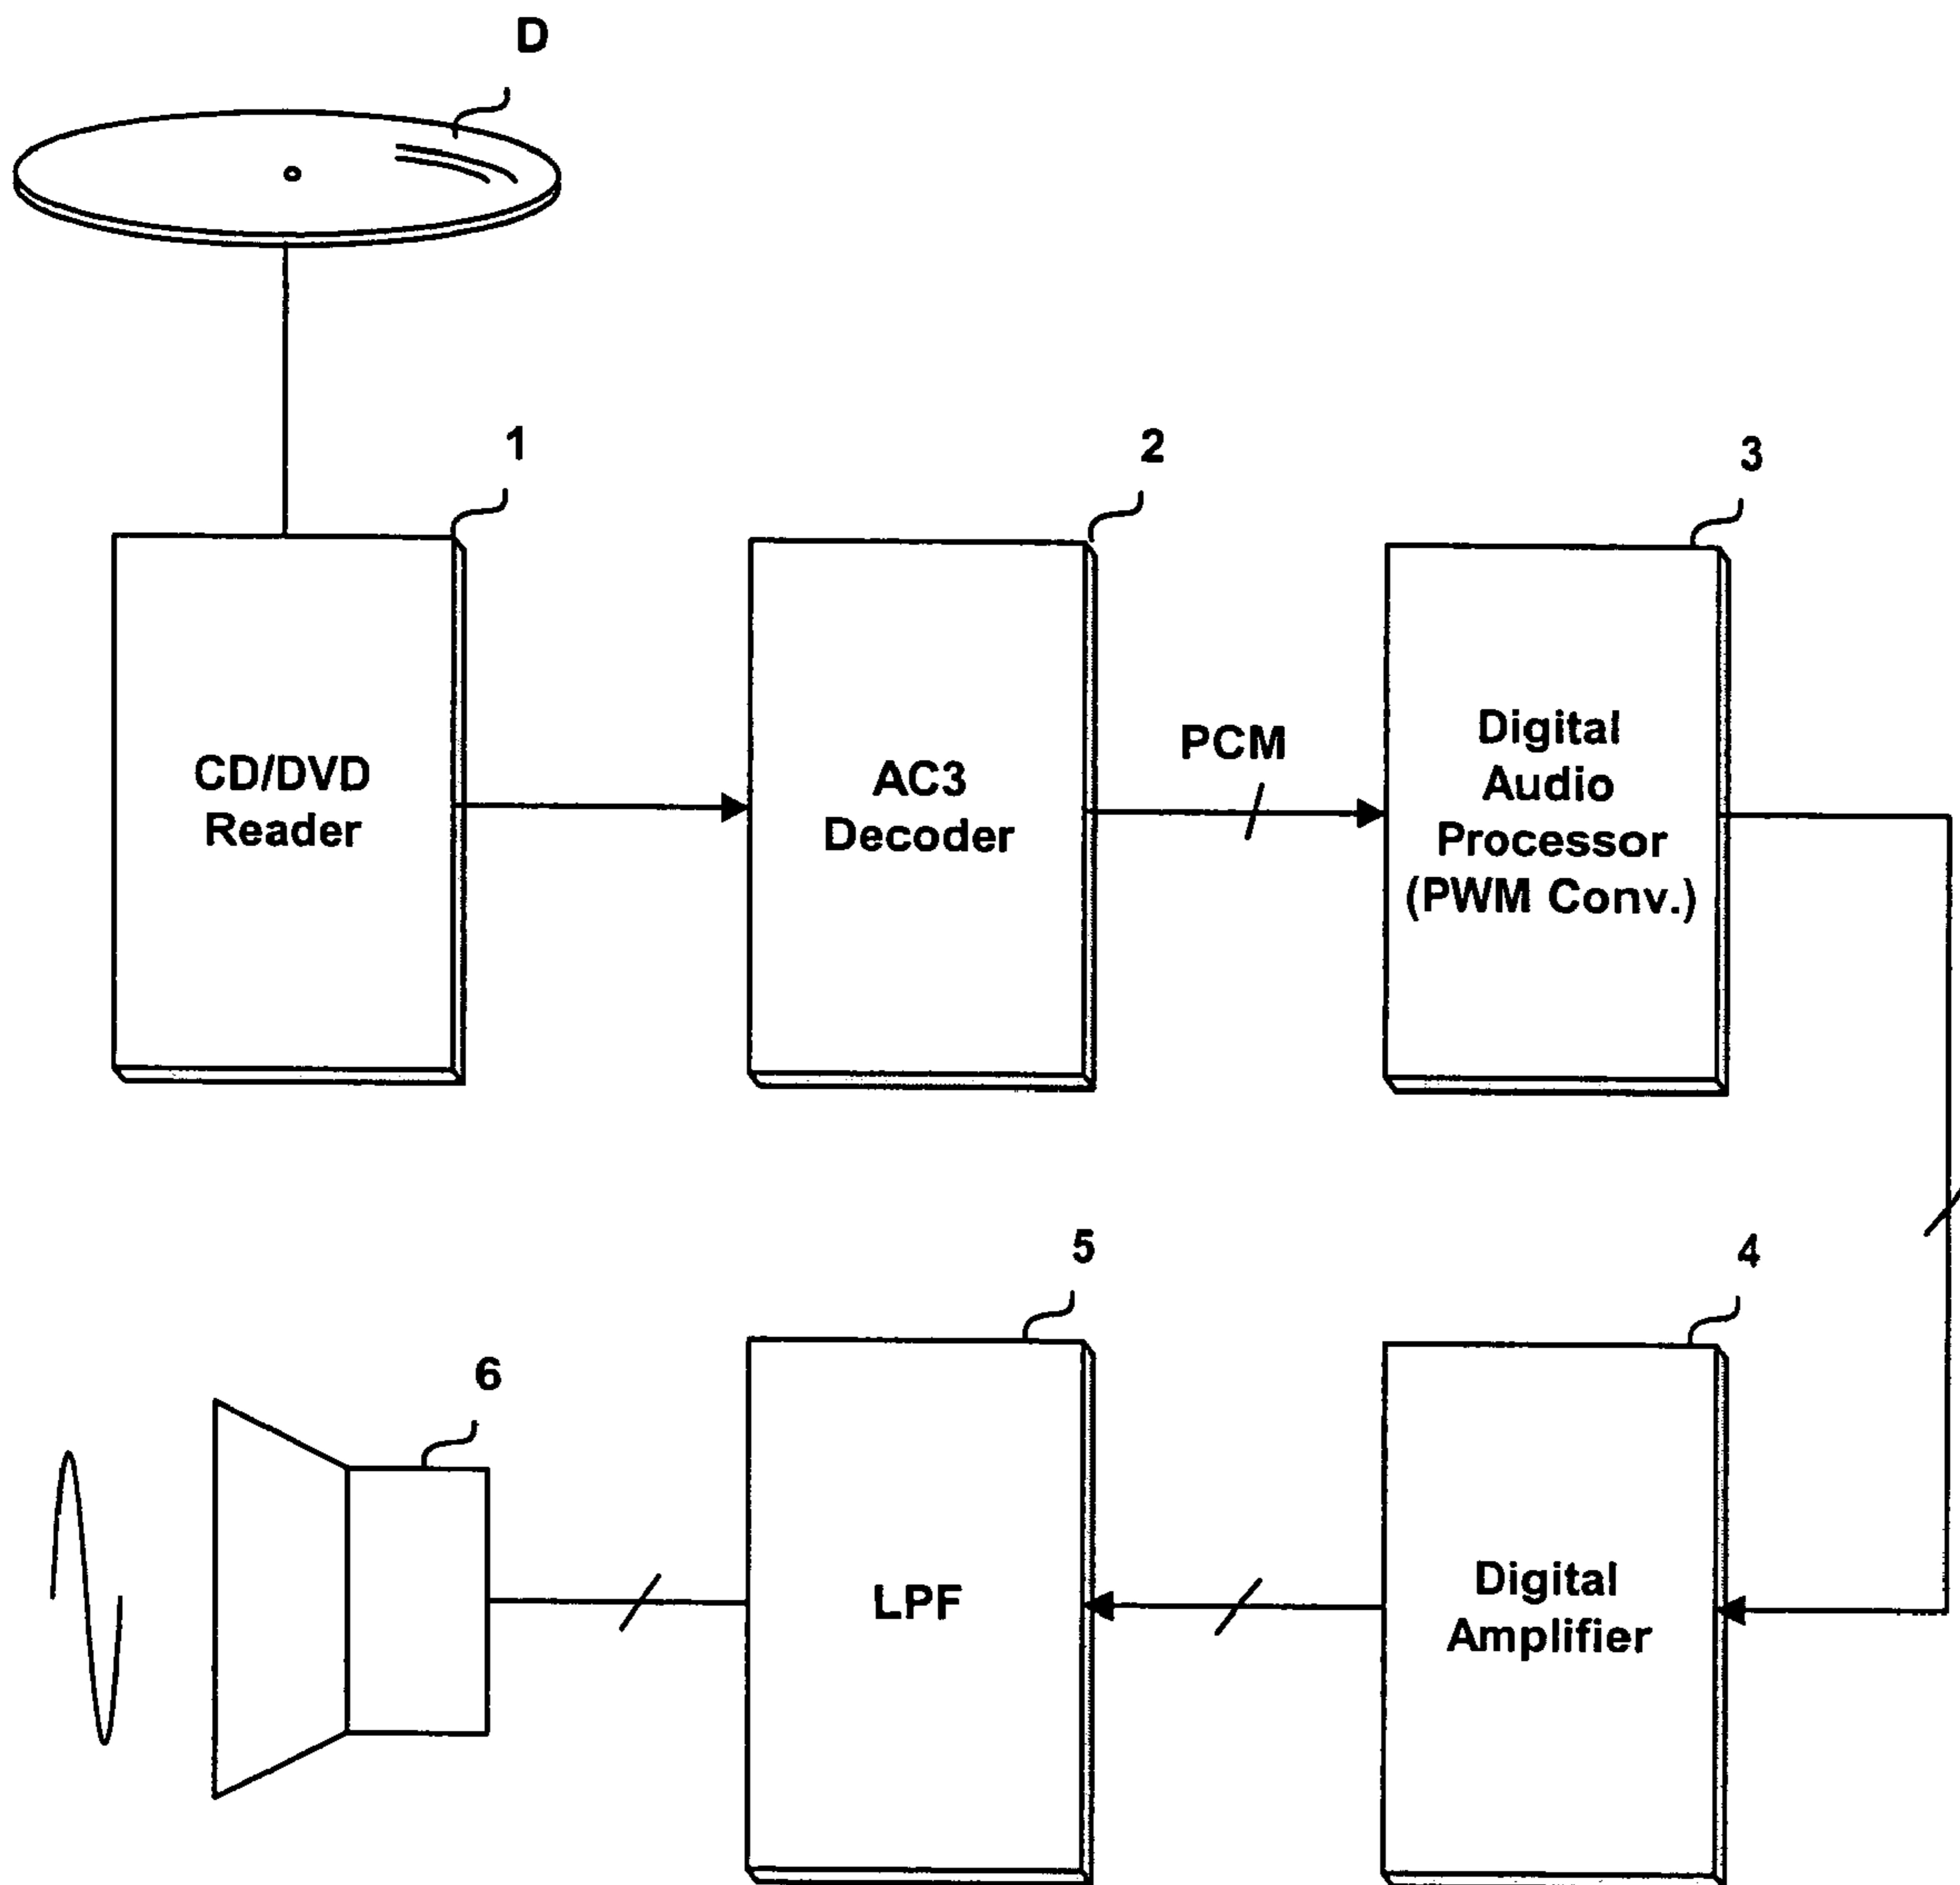 D
1
2
3
CD/DVD
Reader
AC3
Decoder
PCM
Digital
Audio
Processor
(PWM Conv.)
6
5
4
LPF
Digital
Amplifier